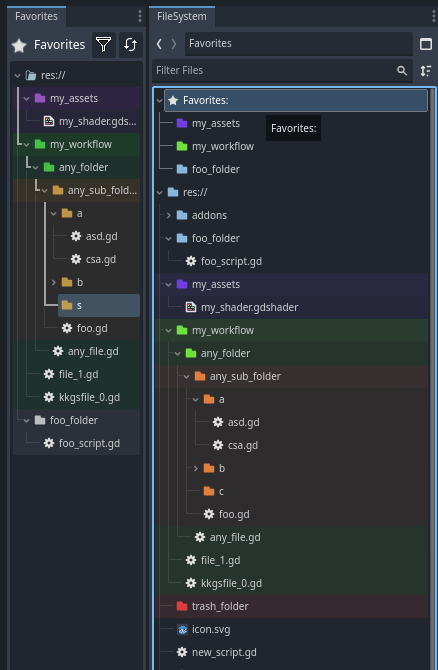 Favorites
Favorites
res://
my_assets
my_shader.gds...
my_workflow
any_folder
any_sub_fold...
a
asd.gd
csa.gd
b
s
foo.gd
any_file.gd
file_1.gd
kkgsfile_0.gd
foo_folder
foo_script.gd
FileSystem
Favorites
Filter Files
Favorites:
my_assets
Favorites:
my_workflow
foo_folder
res://
addons
foo_folder
foo_script.gd
my_assets
my_shader.gdshader
my_workflow
any_folder
any_sub_folder
a
asd.gd
csa.gd
b
c
foo.gd
any_file.gd
file_1.gd
kkgsfile_0.gd
trash_folder
icon.svg
new_script.gd